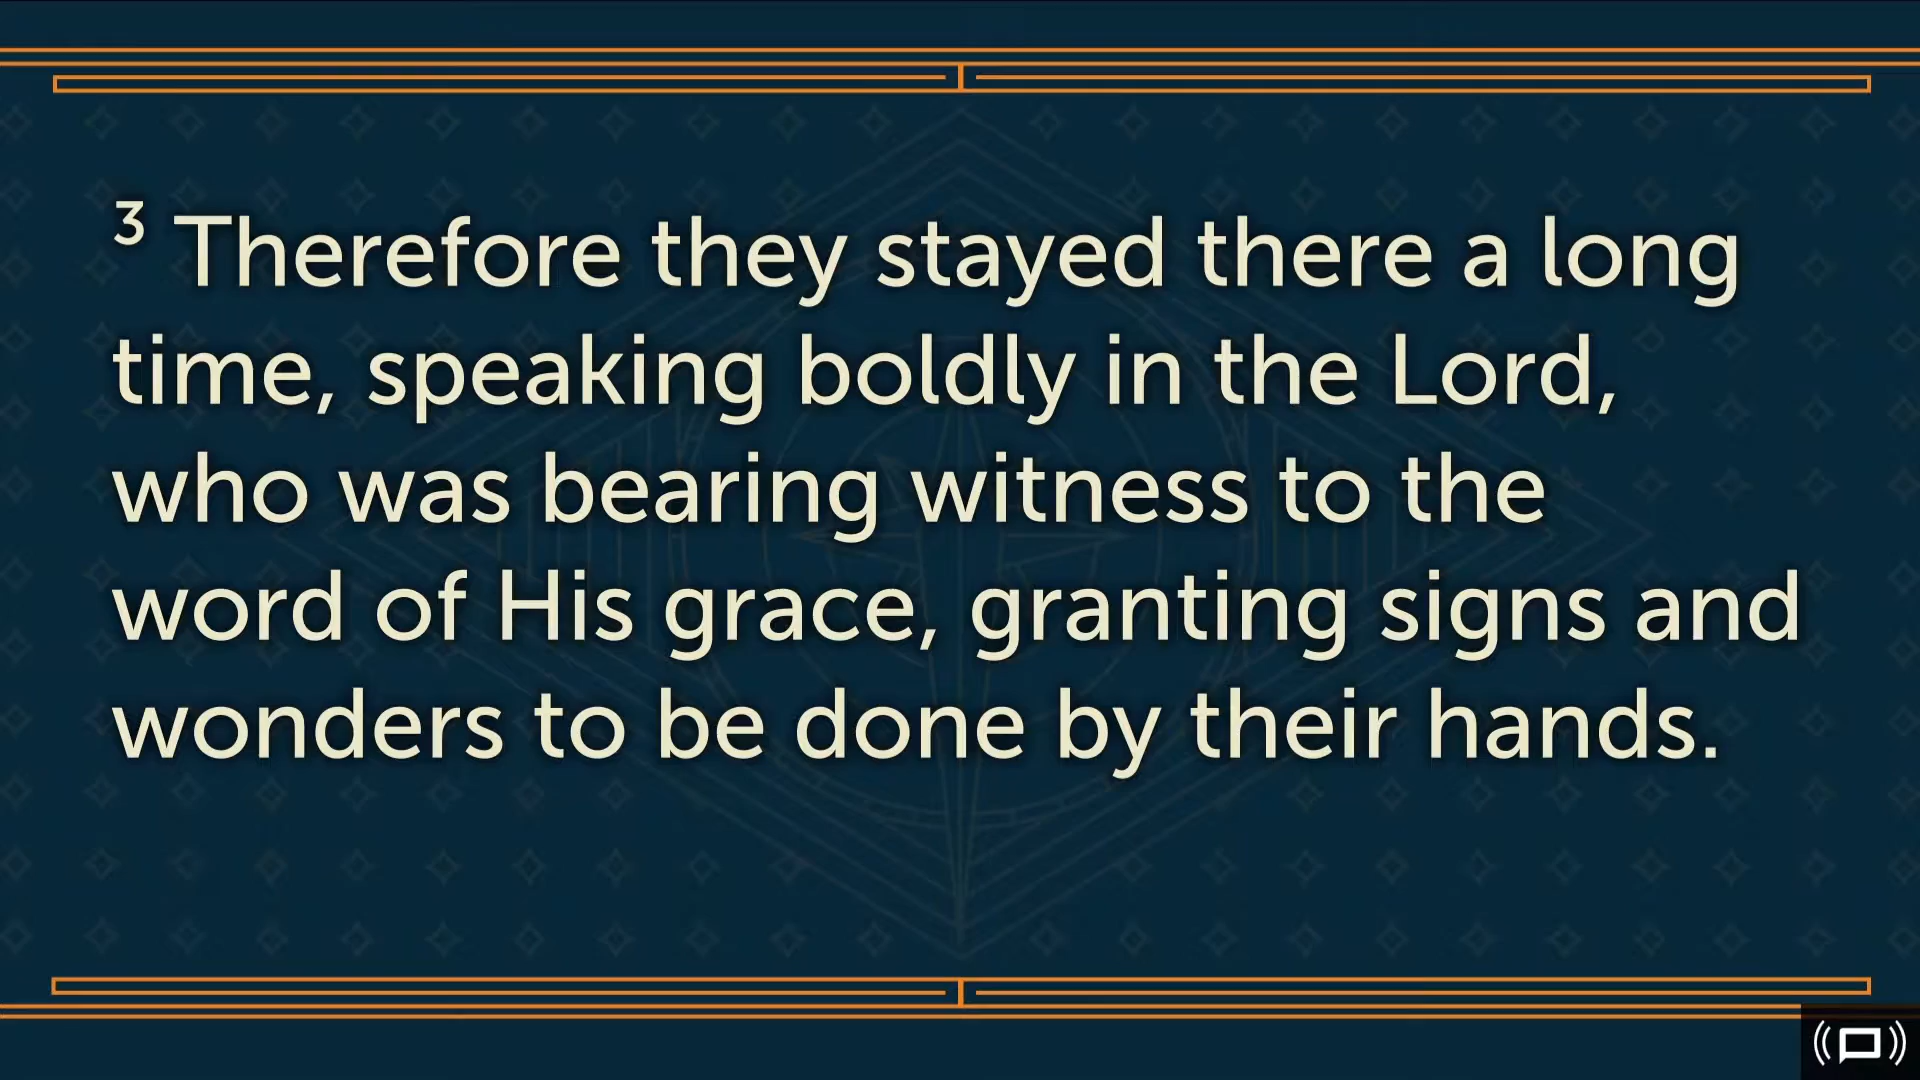 3 Therefore they stayed there a long
time, speaking boldly in the Lord,
who was bearing witness to the
word of His grace, granting signs and
wonders to be done by their hands.